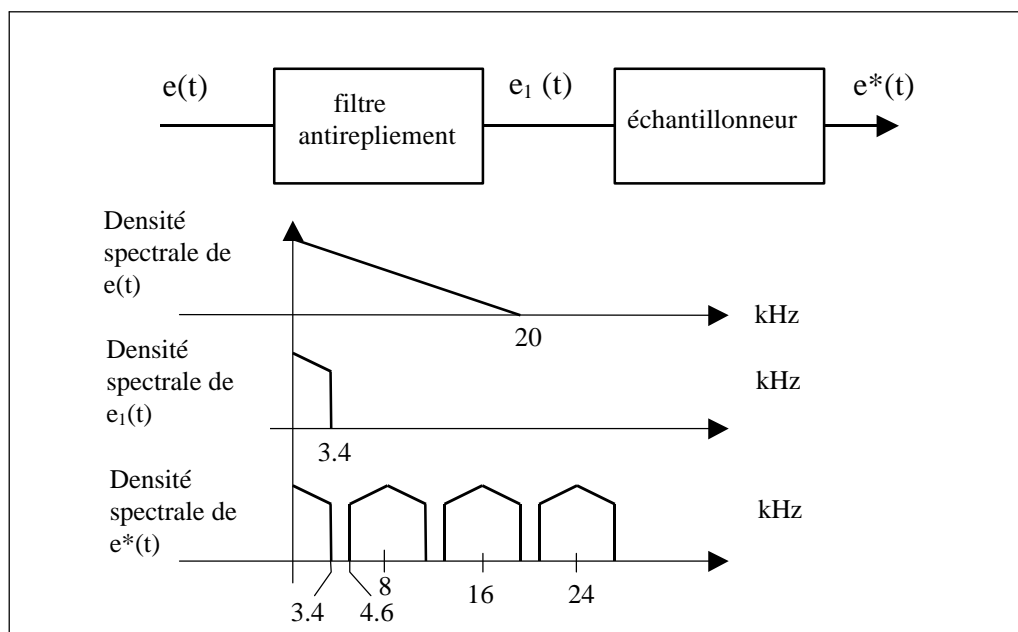 e(t)
filtre
antirepliement
e₁ (t)
échantillonneur
e*(t)
Densité
spectrale de
e(t)
kHz
20
Densité
spectrale de
e₁(t)
kHz
3.4
Densité
spectrale de
e*(t)
kHz
3.4
4.6
8
16
24